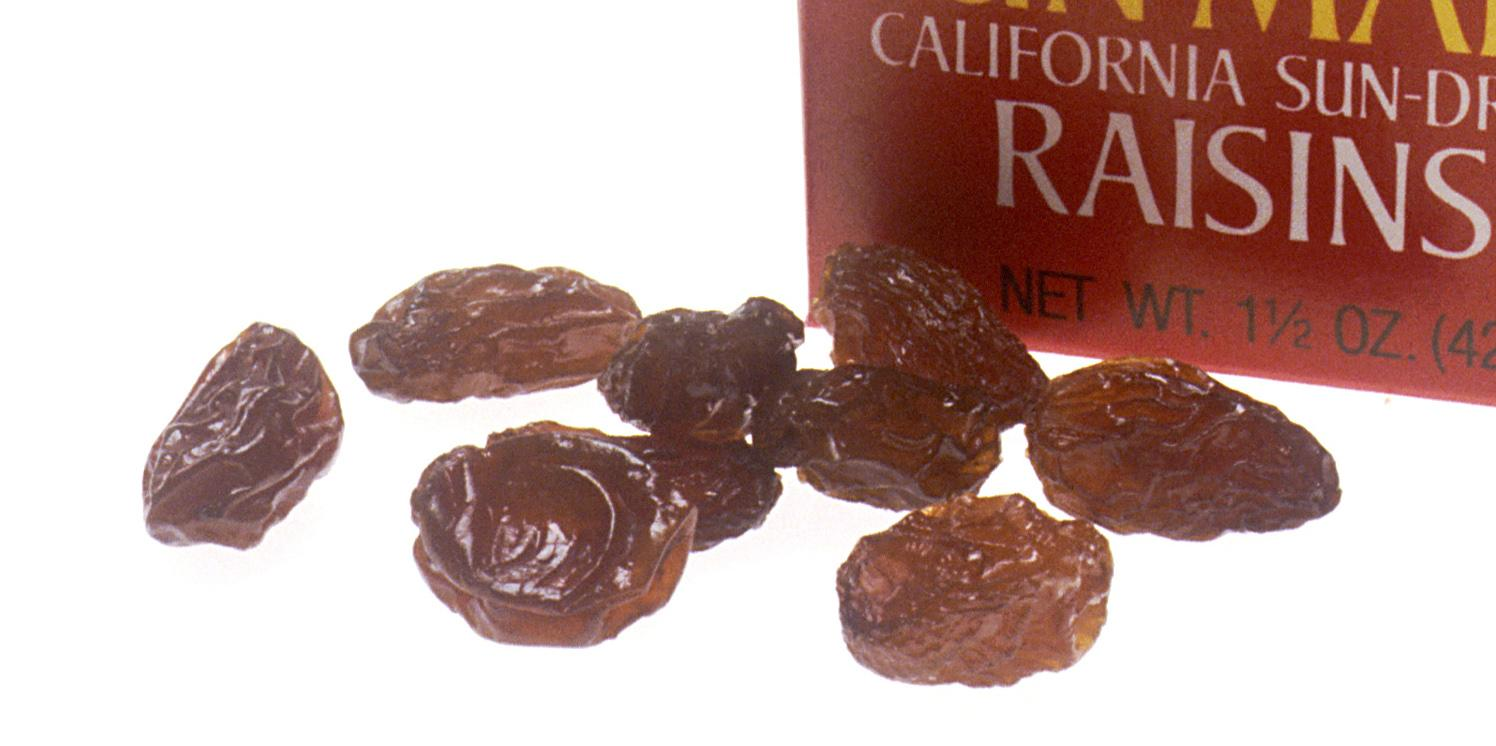 CALIFORNIA SUN-DR
RAISINS
NET WT. 1½ OZ. (42